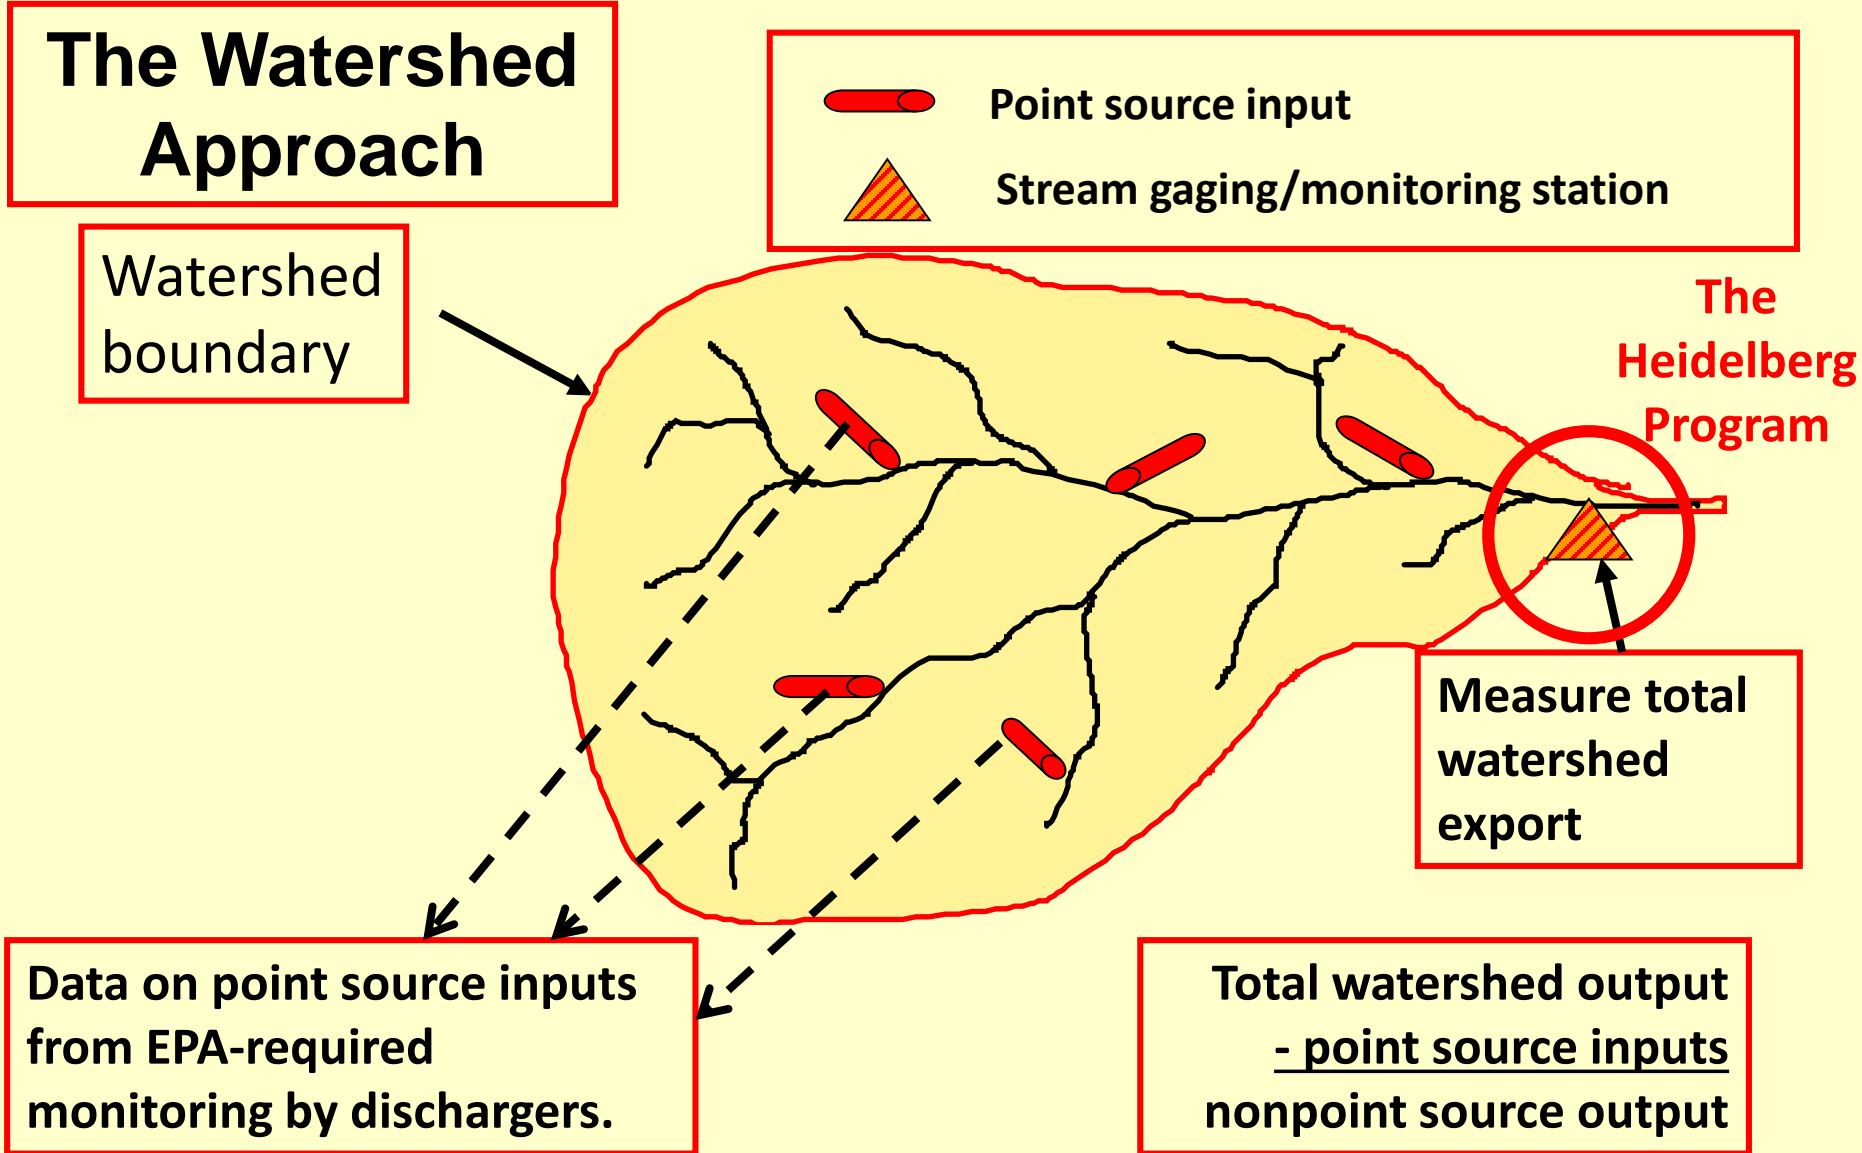 The Watershed
Approach
Point source input
Stream gaging/monitoring station
Watershed
boundary
The
Heidelberg
Program
Measure total
watershed
export
Data on point source inputs
from EPA-required
monitoring by dischargers.
Total watershed output
- point source inputs
nonpoint source output